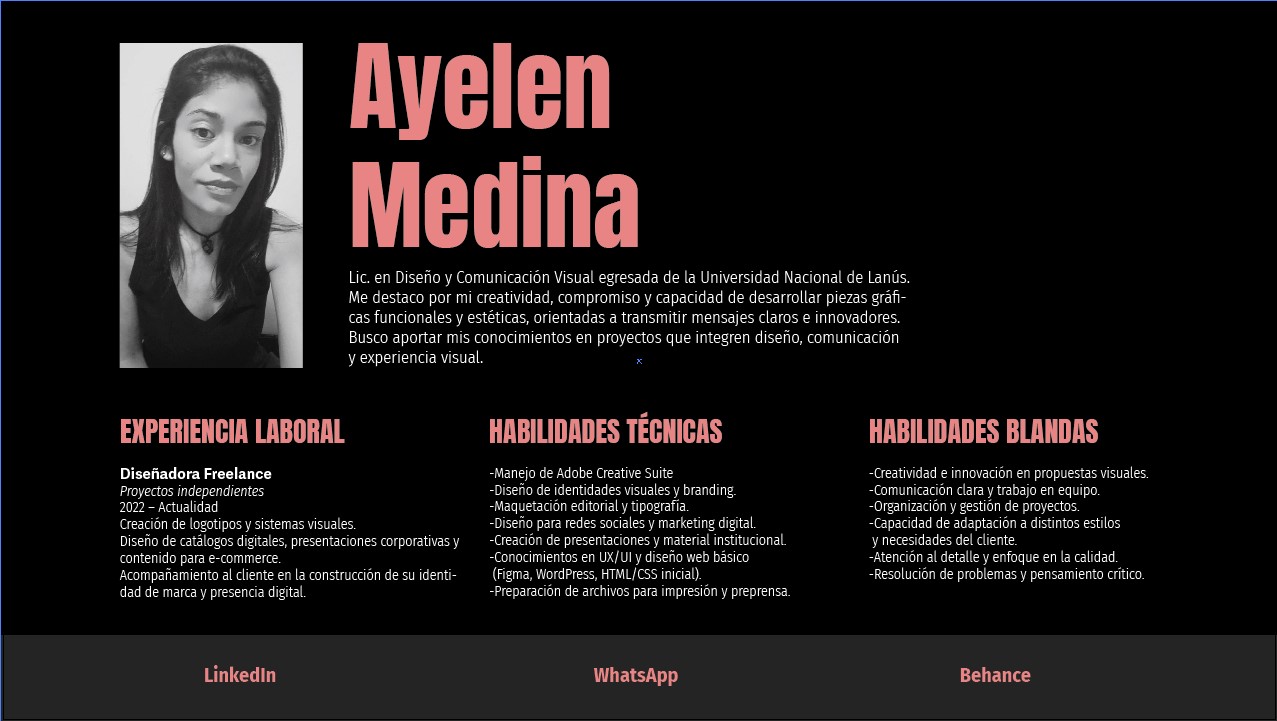 Ayelen
Medina
Lic. en Diseño y Comunicación Visual egresada de la Universidad Nacional de Lanús.
Me destaco por mi creatividad, compromiso y capacidad de desarrollar piezas gráfi-
cas funcionales y estéticas, orientadas a transmitir mensajes claros e innovadores.
Busco aportar mis conocimientos en proyectos que integren diseño, comunicación
y experiencia visual.
EXPERIENCIA LABORAL
Diseñadora Freelance
Proyectos independientes
2022 – Actualidad
Creación de logotipos y sistemas visuales.
Diseño de catálogos digitales, presentaciones corporativas y
contenido para e-commerce.
Acompañamiento al cliente en la construcción de su identi-
dad de marca y presencia digital.
HABILIDADES TÉCNICAS
-Manejo de Adobe Creative Suite
-Diseño de identidades visuales y branding.
-Maquetación editorial y tipografía.
-Diseño para redes sociales y marketing digital.
-Creación de presentaciones y material institucional.
-Conocimientos en UX/UI y diseño web básico
(Figma, WordPress, HTML/CSS inicial).
-Preparación de archivos para impresión y preprensa.
HABILIDADES BLANDAS
-Creatividad e innovación en propuestas visuales.
-Comunicación clara y trabajo en equipo.
-Organización y gestión de proyectos.
-Capacidad de adaptación a distintos estilos
y necesidades del cliente.
-Atención al detalle y enfoque en la calidad.
-Resolución de problemas y pensamiento crítico.
LinkedIn
WhatsApp
Behance